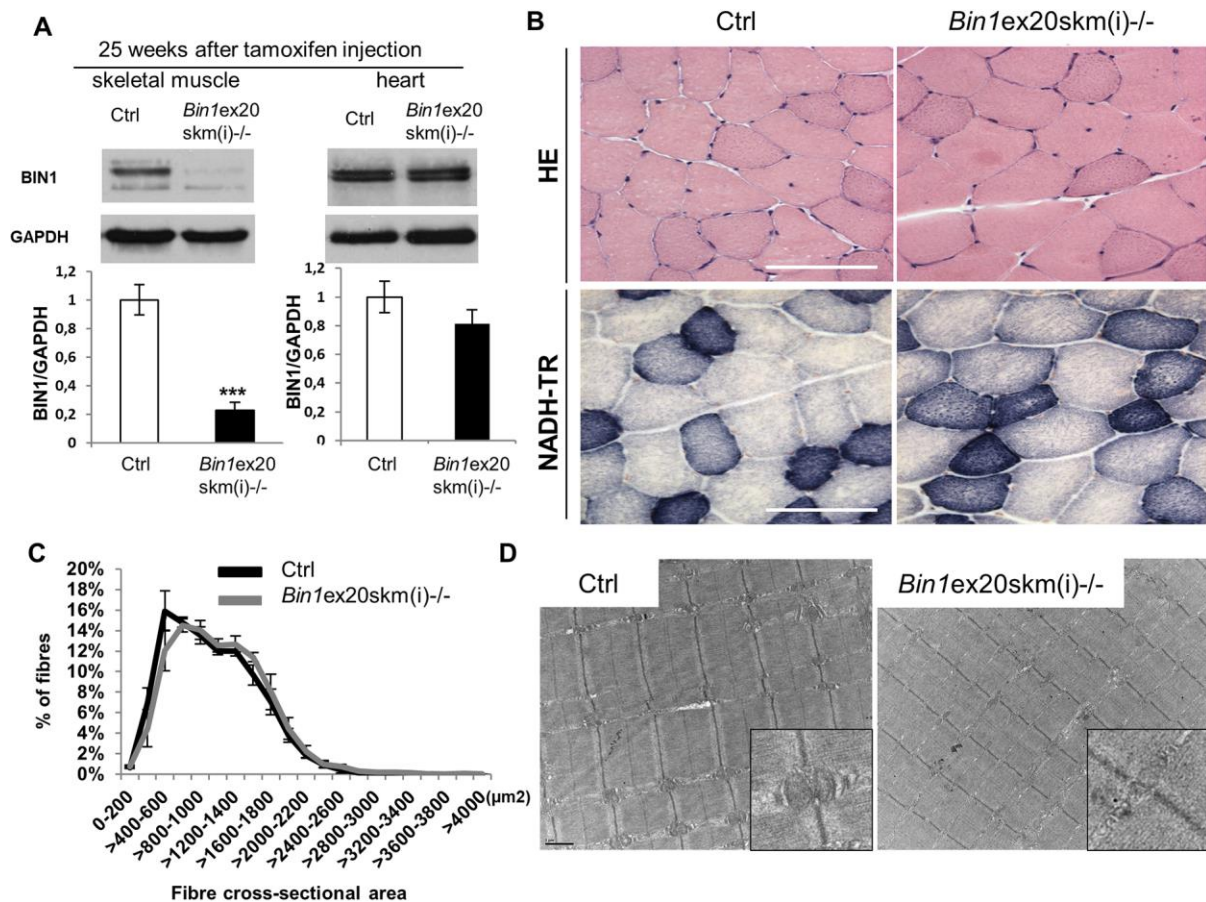 A
25 weeks after tamoxifen injection
skeletal muscle
heart
Ctrl
Bin1ex20
skm(i)-/-
Ctrl
Bin1ex20
skm(i)-/-
BIN1
GAPDH
BIN1/GAPDH
1,2
1
0,8
0,6
0,4
0,2
0
***
Ctrl
Bin1ex20
skm(i)-/-
BIN1/GAPDH
1,2
1
0,8
0,6
0,4
0,2
0
Ctrl
Bin1ex20
skm(i)-/-
B
Ctrl
Bin1ex20skm(i)-/-
HE
NADH-TR
C
Ctrl
Bin1ex20skm(i)-/-
% of fibres
20%
18%
16%
14%
12%
10%
8%
6%
4%
2%
0%
0-200
>400-600
>800-1000
>1200-1400
>1600-1800
>2000-2200
>2400-2600
>2800-3000
>3200-3400
>3600-3800
>4000
(µm2)
Fibre cross-sectional area
D
Ctrl
Bin1ex20skm(i)-/-